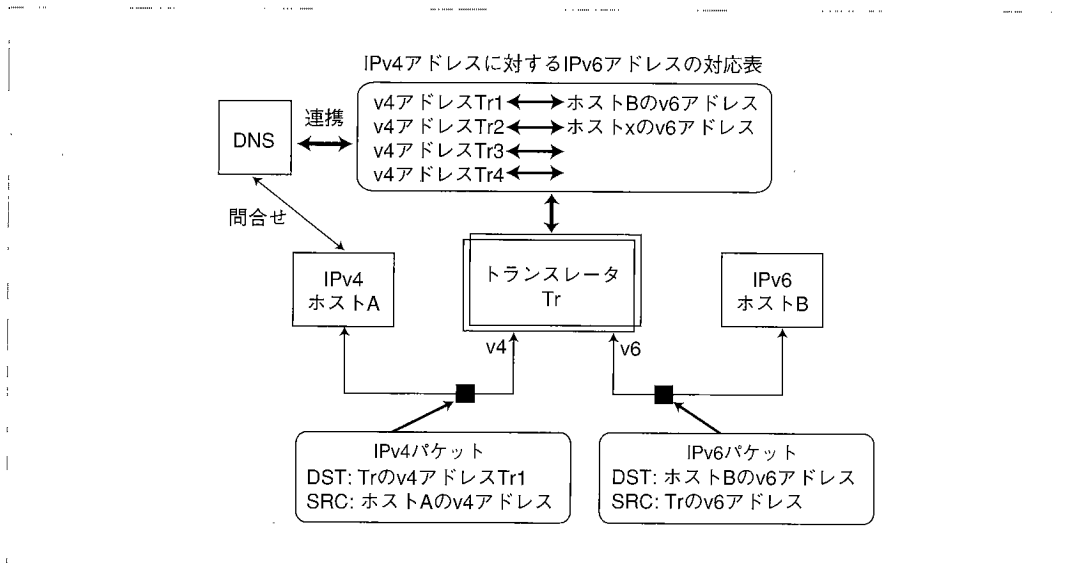 IPv4アドレスに対するIPv6アドレスの対応表
v4アドレスTr1 ホストBのv6アドレス
v4アドレスTr2 ホストxのv6アドレス
v4アドレスTr3
v4アドレスTr4
DNS
連携
問合せ
IPv4
ホストA
トランスレータ
Tr
IPv6
ホストB
v4
v6
IPv4パケット
DST: Trのv4アドレスTr1
SRC: ホストAのv4アドレス
IPv6パケット
DST: ホストBのv6アドレス
SRC: Trのv6アドレス